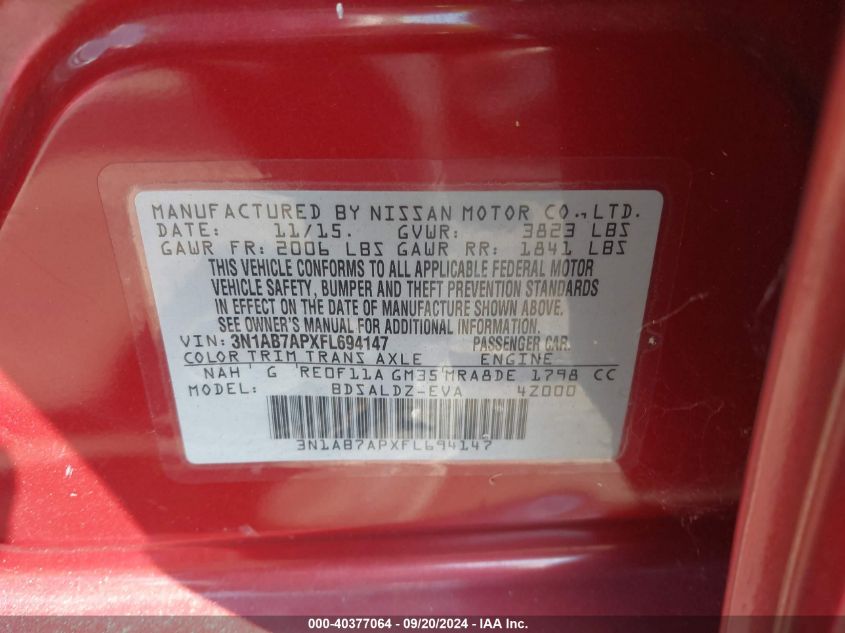 MANUFACTURED BY NISSAN MOTOR CO.,LTD.
DATE: 11/15. GVWR: 3823 LBS
GAWR FR: 2006 LBS GAWR RR: 1841 LBS
THIS VEHICLE CONFORMS TO ALL APPLICABLE FEDERAL MOTOR
VEHICLE SAFETY, BUMPER AND THEFT PREVENTION STANDARDS
IN EFFECT ON THE DATE OF MANUFACTURE SHOWN ABOVE.
SEE OWNER'S MANUAL FOR ADDITIONAL INFORMATION.
VIN: 3N1AB7APXFL694147 PASSENGER CAR.
COLOR TRIM TRANS AXLE ENGINE
NAH G RE0F11A GM35 MRA8DE 1798 CC
MODEL: BDSALDZ-EVA 4Z000
3N1AB7APXFL694147
000-40377064 - 09/20/2024 - IAA Inc.